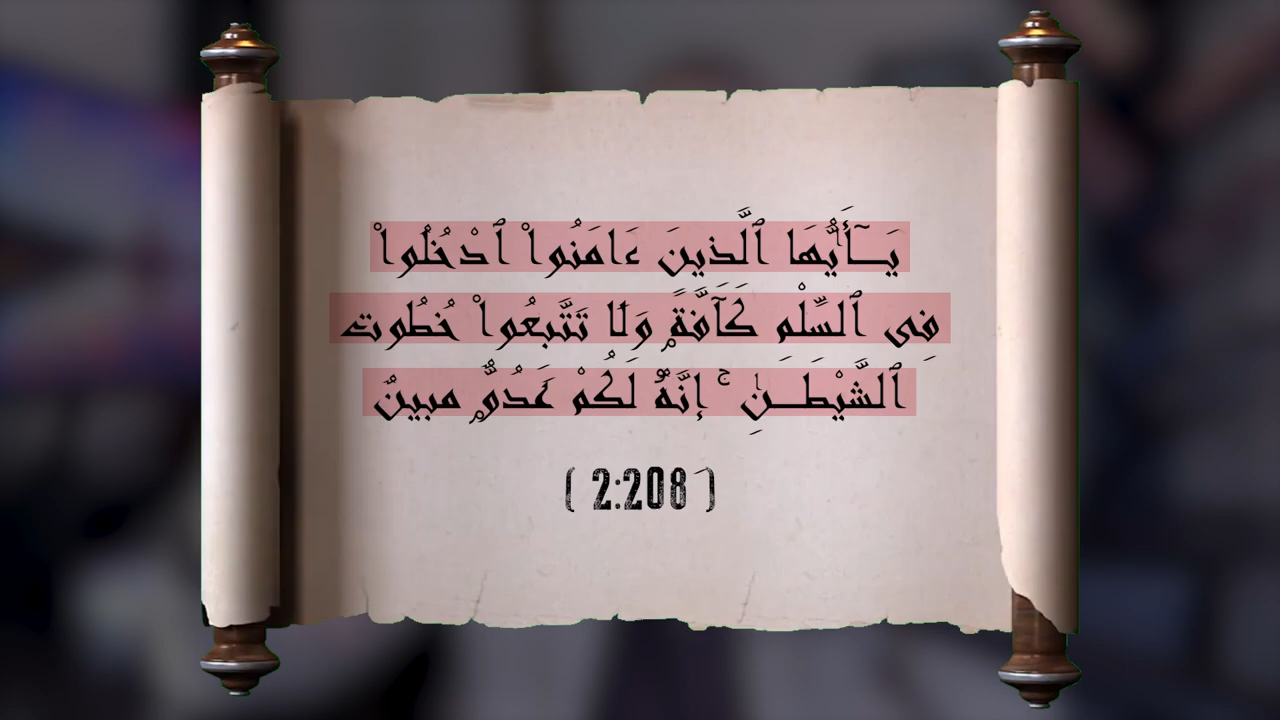 يَـٰٓأَيُّهَا ٱلَّذِينَ ءَامَنُوا۟ ٱدْخُلُوا۟
فِى ٱلسِّلْمِ كَآفَّةًۭ وَلَا تَتَّبِعُوا۟ خُطُوَٰتِ
ٱلشَّيْطَـٰنِ ۚ إِنَّهُۥ لَكُمْ عَدُوٌّۭ مُّبِينٌۭ
( 2:208 )